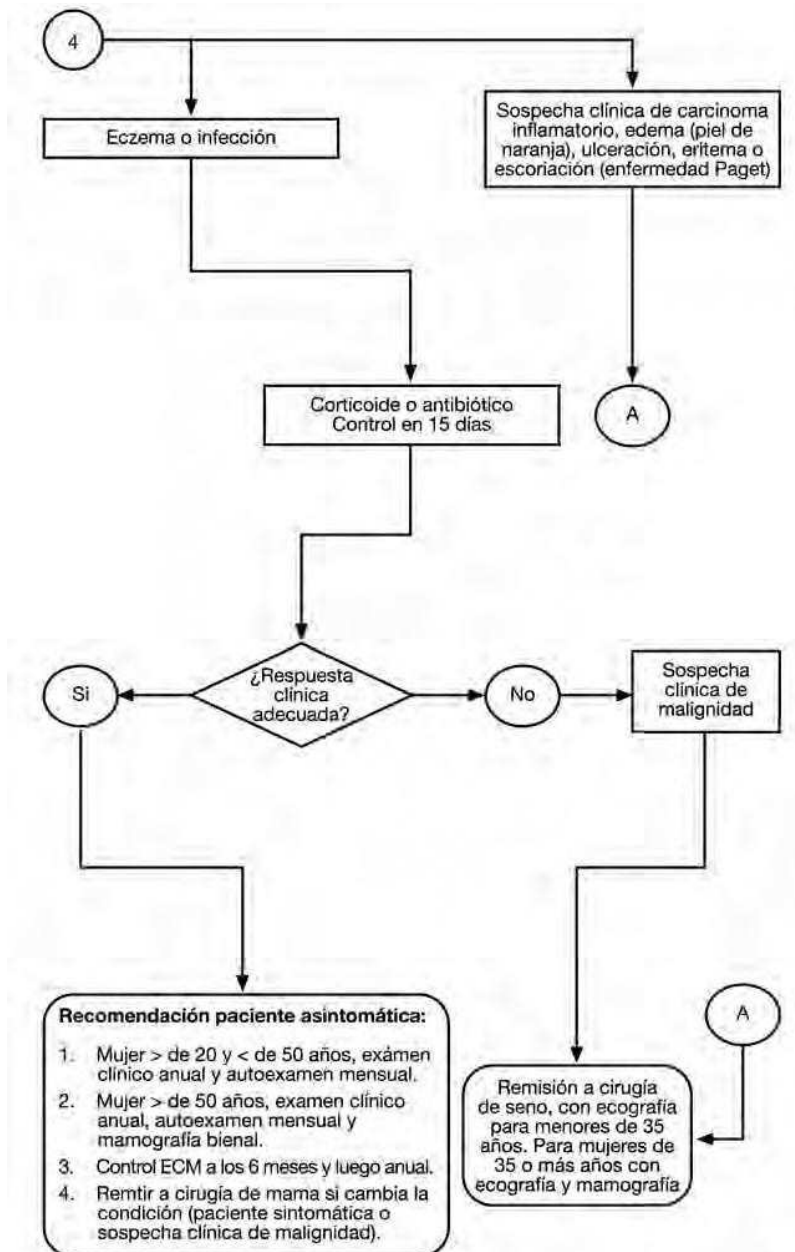 4
Eczema o infección
Sospecha clínica de carcinoma
inflamatorio, edema (piel de
naranja), ulceración, eritema o
escoriación (enfermedad Paget)
Corticoide o antibiótico
Control en 15 días
A
¿Respuesta
clínica
adecuada?
Si
No
Sospecha
clínica de
malignidad
Recomendación paciente asintomática:
1. Mujer > de 20 y < de 50 años, exámen
clínico anual y autoexamen mensual.
2. Mujer > de 50 años, examen clínico
anual, autoexamen mensual y
mamografía bienal.
3. Control ECM a los 6 meses y luego anual.
4. Remtir a cirugía de mama si cambia la
condición (paciente sintomática o
sospecha clínica de malignidad).
A
Remisión a cirugía
de seno, con ecografía
para menores de 35
años. Para mujeres de
35 o más años con
ecografía y mamografía